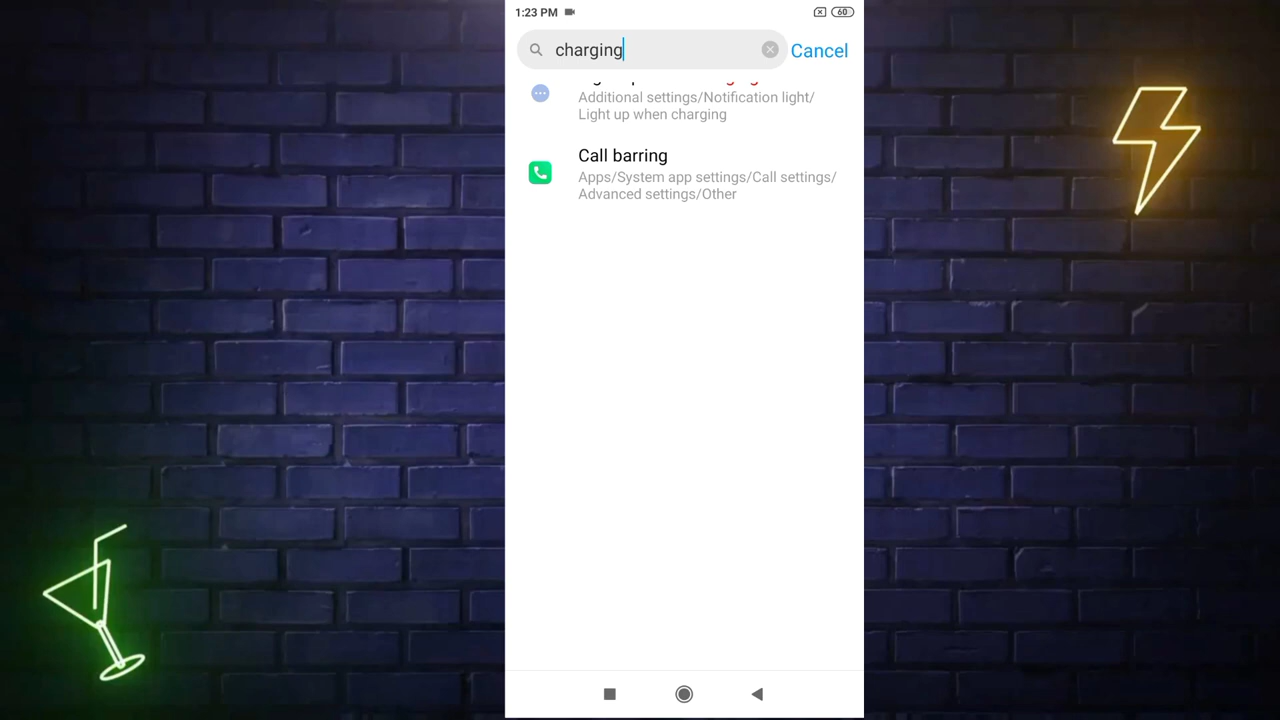 1:23 PM
60
charging
Cancel
Additional settings/Notification light/
Light up when charging
Call barring
Apps/System app settings/Call settings/
Advanced settings/Other